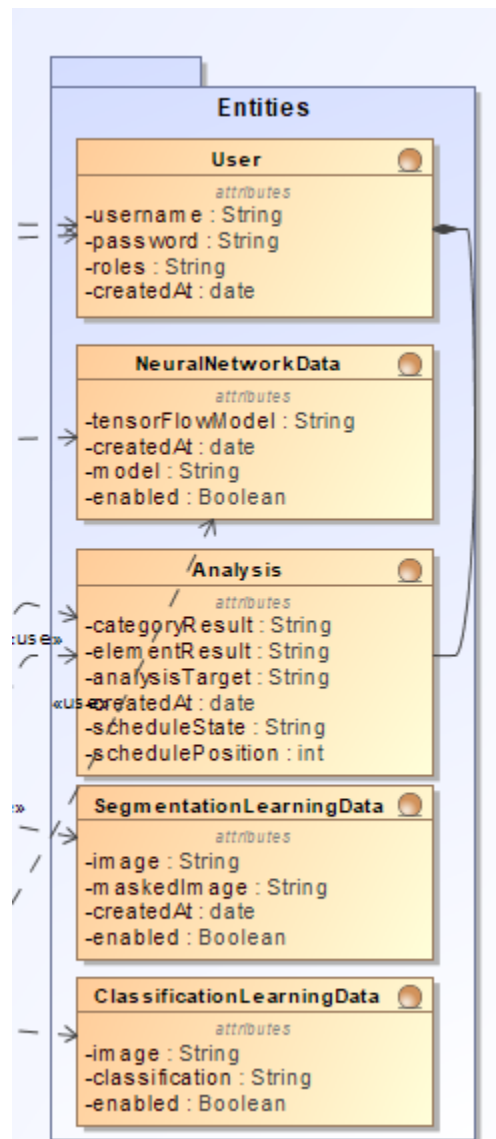 Entities
User
attributes
-username : String
-password : String
-roles : String
-createdAt : date
NeuralNetworkData
attributes
-tensorFlowModel : String
-createdAt : date
-model : String
-enabled : Boolean
Analysis
attributes
-categoryResult : String
«use»
-elementResult : String
-analysisTarget : String
«use»
-createdAt : date
-scheduleState : String
-schedulePosition : int
SegmentationLearningData
attributes
-image : String
-maskedImage : String
-createdAt : date
-enabled : Boolean
ClassificationLearningData
attributes
-image : String
-classification : String
-enabled : Boolean